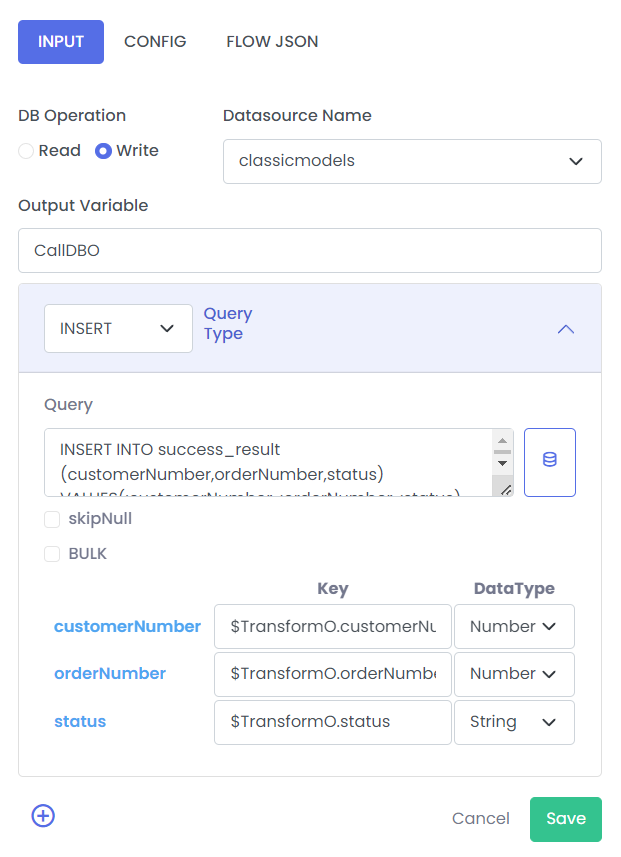 INPUT CONFIG FLOW JSON
DB Operation Datasource Name
Read Write classicmodels
Output Variable
CallDBO
INSERT Query
Type
Query
INSERT INTO success_result
(customerNumber,orderNumber,status)
skipNull
BULK
Key DataType
customerNumber $TransformO.customerNu Number
orderNumber $TransformO.orderNumbe Number
status $TransformO.status String
Cancel Save